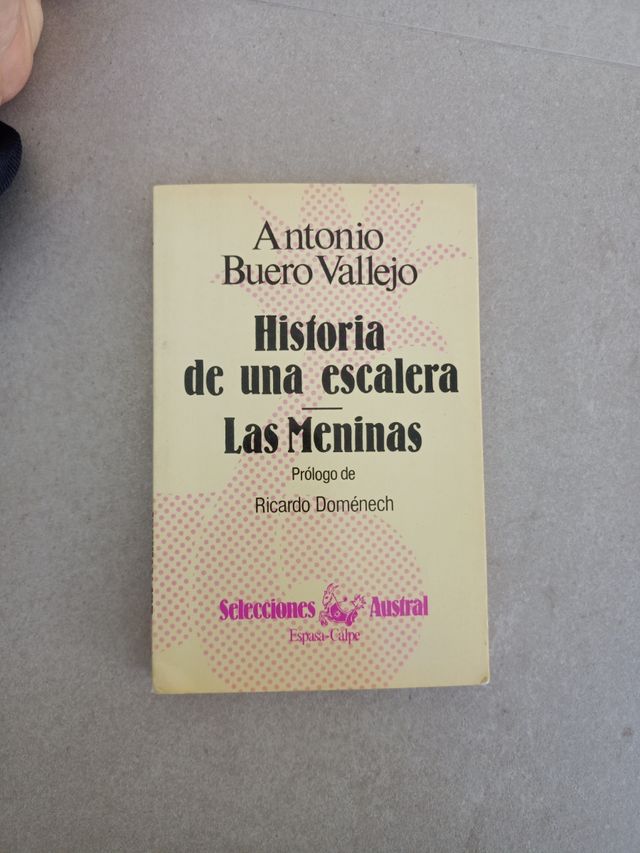 Antonio
Buero Vallejo
Historia
de una escalera
Las Meninas
Prólogo de
Ricardo Doménech
Selecciones Austral
Espasa-Calpe